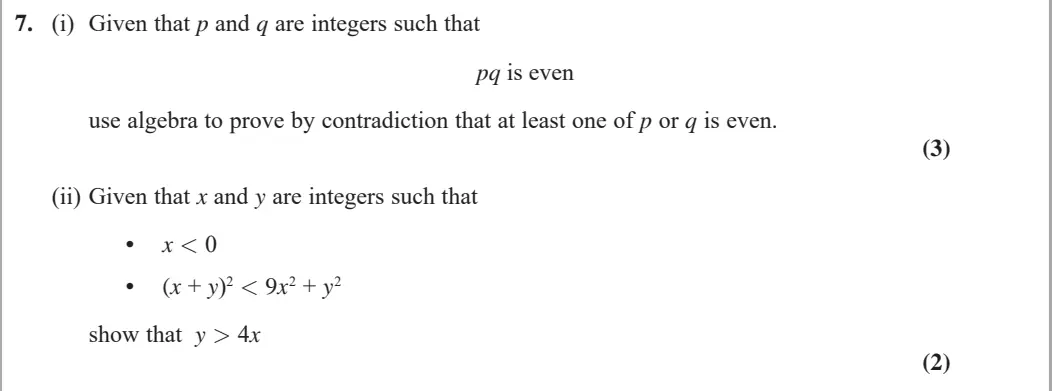 7. (i) Given that p and q are integers such that
pq is even
use algebra to prove by contradiction that at least one of p or q is even.
(3)
(ii) Given that x and y are integers such that
• x < 0
• (x + y)² < 9x² + y²
show that y > 4x
(2)